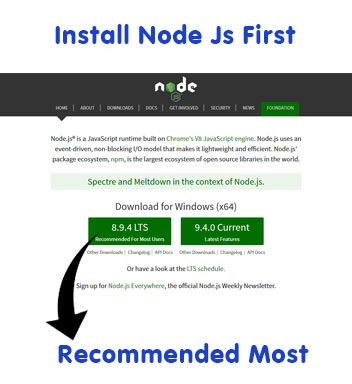 Install Node Js First
node
JS
HOME | ABOUT | DOWNLOADS | DOCS | GET INVOLVED | SECURITY | NEWS | FOUNDATION
Node.js® is a JavaScript runtime built on Chrome's V8 JavaScript engine. Node.js uses an
event-driven, non-blocking I/O model that makes it lightweight and efficient. Node.js'
package ecosystem, npm, is the largest ecosystem of open source libraries in the world.
Spectre and Meltdown in the context of Node.js.
Download for Windows (x64)
8.9.4 LTS
Recommended For Most Users
9.4.0 Current
Latest Features
Other Downloads | Changelog | API Docs
Other Downloads | Changelog | API Docs
Or have a look at the LTS schedule.
Sign up for Node.js Everywhere, the official Node.js Weekly Newsletter.
Recommended Most